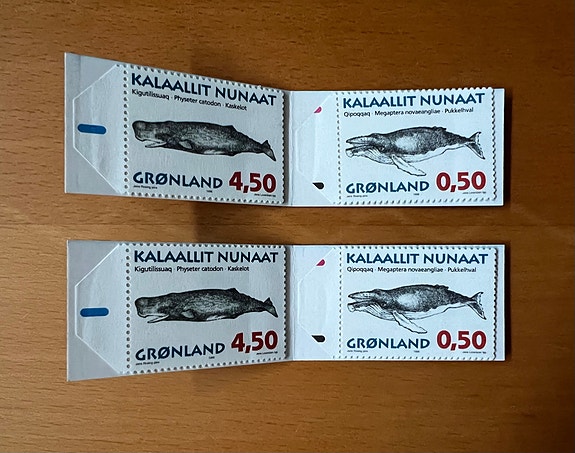 KALAALLIT NUNAAT
Kigutilissuaq · Physeter catodon · Kaskelot
GRØNLAND 4,50
KALAALLIT NUNAAT
Qipoqqaq · Megaptera novaeangliae · Pukkelhval
GRØNLAND 0,50
KALAALLIT NUNAAT
Kigutilissuaq · Physeter catodon · Kaskelot
GRØNLAND 4,50
KALAALLIT NUNAAT
Qipoqqaq · Megaptera novaeangliae · Pukkelhval
GRØNLAND 0,50